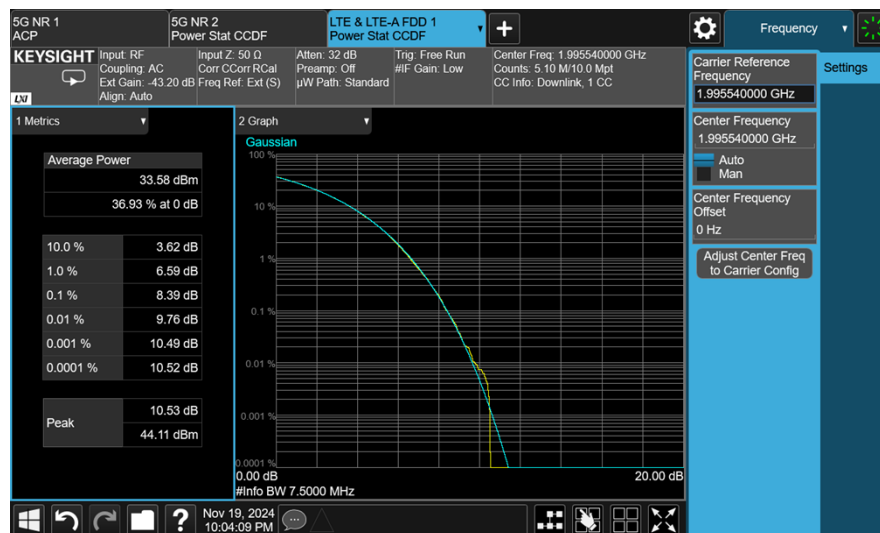 5G NR 1
ACP
5G NR 2
Power Stat CCDF
LTE & LTE-A FDD 1
Power Stat CCDF
Frequency
KEYSIGHT
LXI
Input: RF
Coupling: AC
Ext Gain: -43.20 dB
Align: Auto
Input Z: 50 Ω
Corr CCorr RCal
Freq Ref: Ext (S)
Atten: 32 dB
Preamp: Off
µW Path: Standard
Trig: Free Run
#IF Gain: Low
Center Freq: 1.995540000 GHz
Counts: 5.10 M/10.0 Mpt
CC Info: Downlink, 1 CC
Carrier Reference
Frequency
1.995540000 GHz
Settings
Center Frequency
1.995540000 GHz
Auto
Man
Center Frequency
Offset
0 Hz
Adjust Center Freq
to Carrier Config
1 Metrics
Average Power
33.58 dBm
36.93 % at 0 dB
10.0 % 3.62 dB
1.0 % 6.59 dB
0.1 % 8.39 dB
0.01 % 9.76 dB
0.001 % 10.49 dB
0.0001 % 10.52 dB
Peak
10.53 dB
44.11 dBm
2 Graph
Gaussian
100 %
10 %
1 %
0.1 %
0.01 %
0.001 %
0.0001 %
0.00 dB 20.00 dB
#Info BW 7.5000 MHz
?
Nov 19, 2024
10:04:09 PM